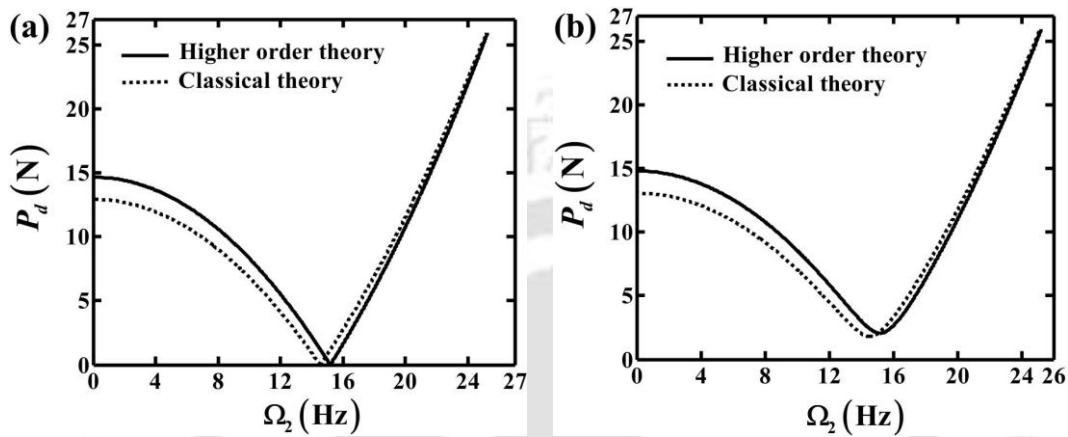 (a)
27
25
20
15
10
5
0
Higher order theory
Classical theory
P_d (N)
0 4 8 12 16 20 24 27
Ω₂ (Hz)
(b)
27
25
20
15
10
5
0
Higher order theory
Classical theory
P_d (N)
0 4 8 12 16 20 24 26
Ω₂ (Hz)